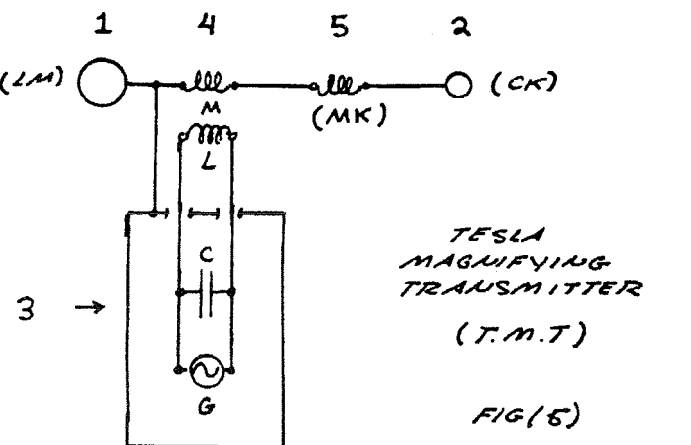 1 4 5 2
(LM) (CK)
M (MK)
L
C
3
G
TESLA
MAGNIFYING
TRANSMITTER
(T.M.T)
FIG(5)